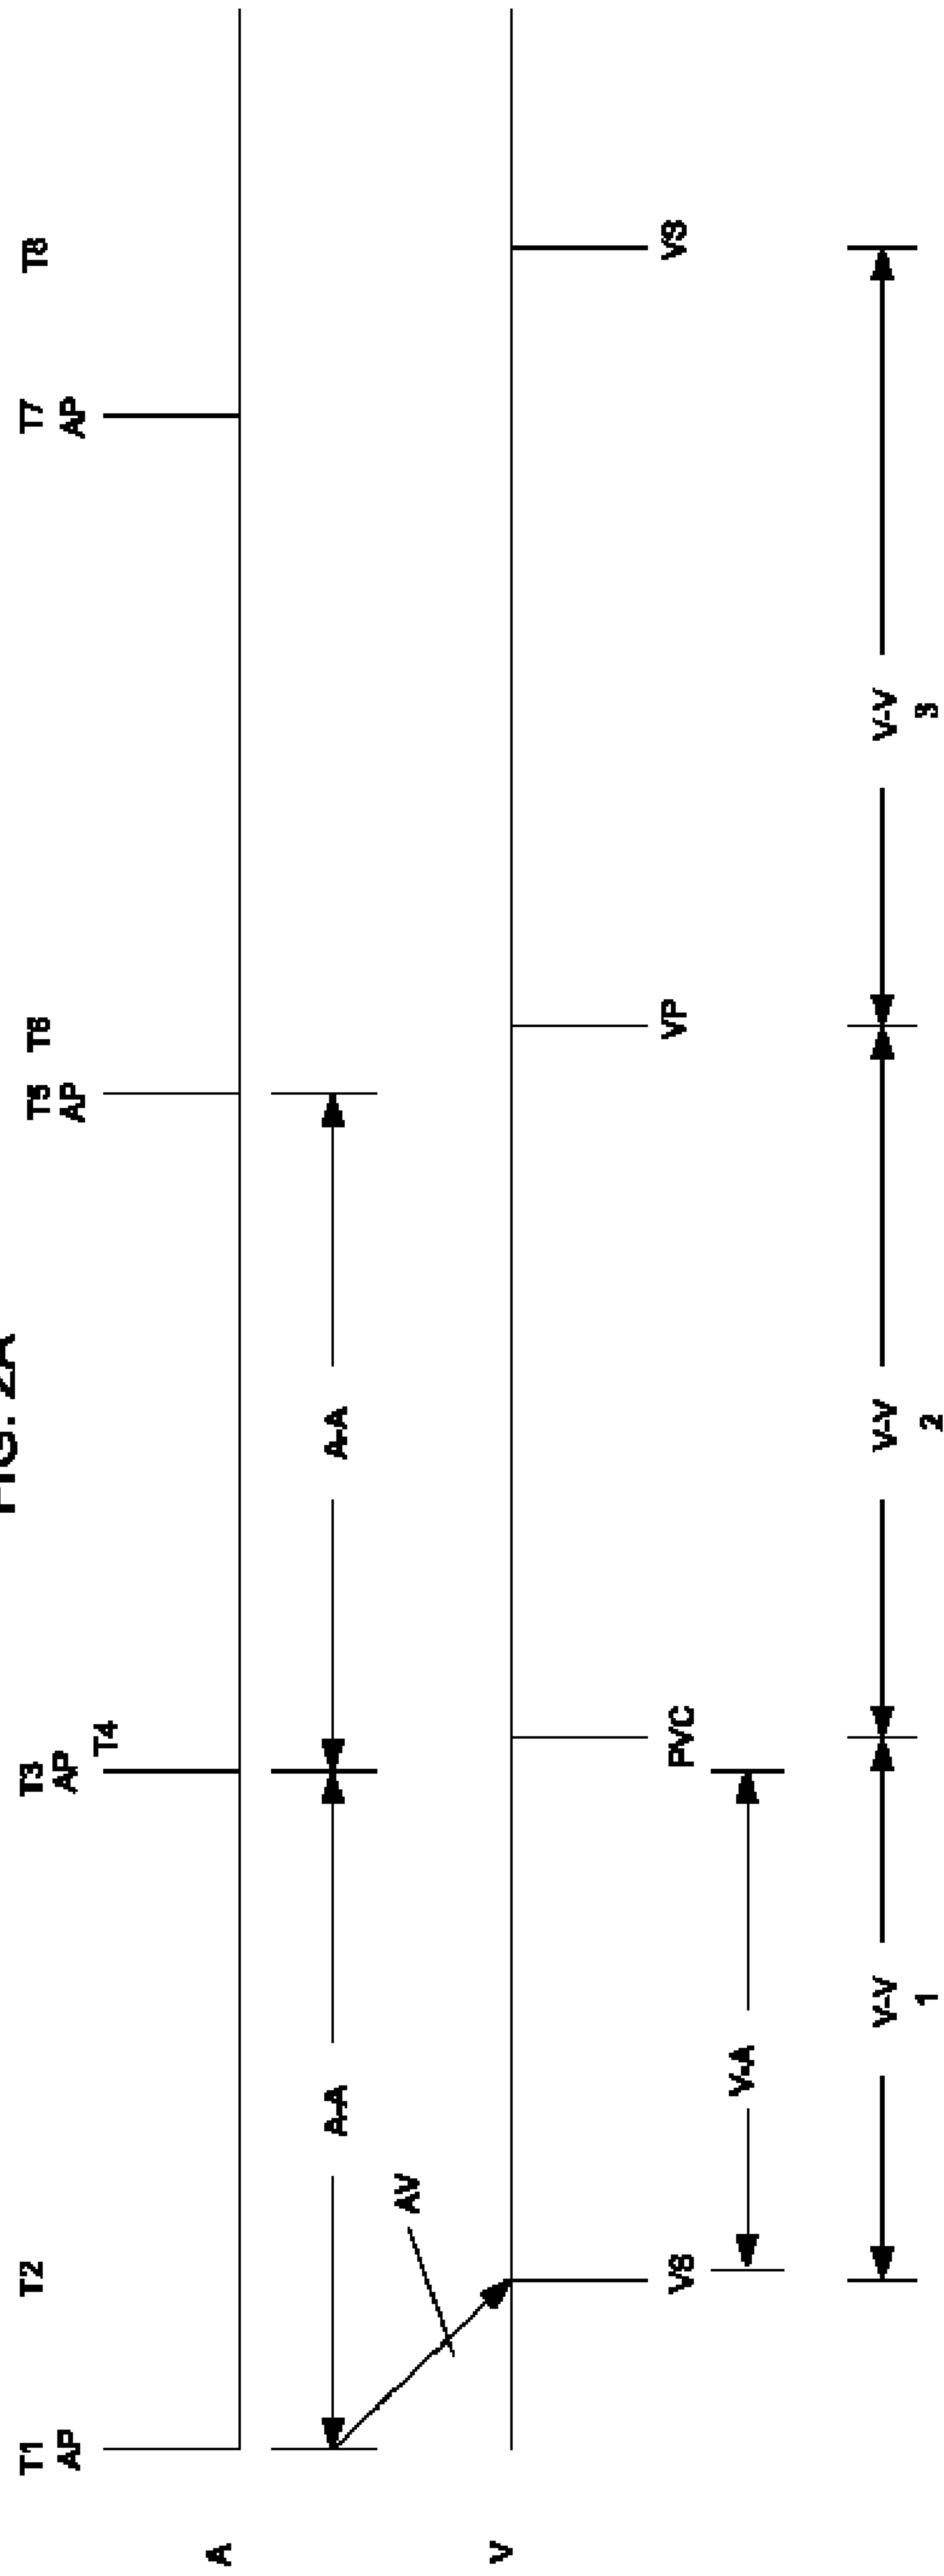 FIG. 2A
T1 T2 T3 T4 T5 T6 T7 T8
AP AP AP AP
A
A-A A-A
AV
V
VS PVC VP VS
V-A
V-V V-V V-V
1 2 3